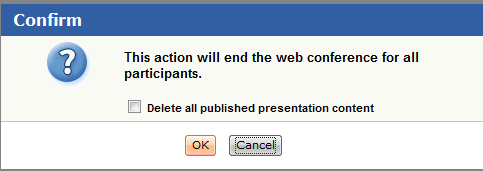 Confirm
This action will end the web conference for all
participants.
Delete all published presentation content
OK Cancel